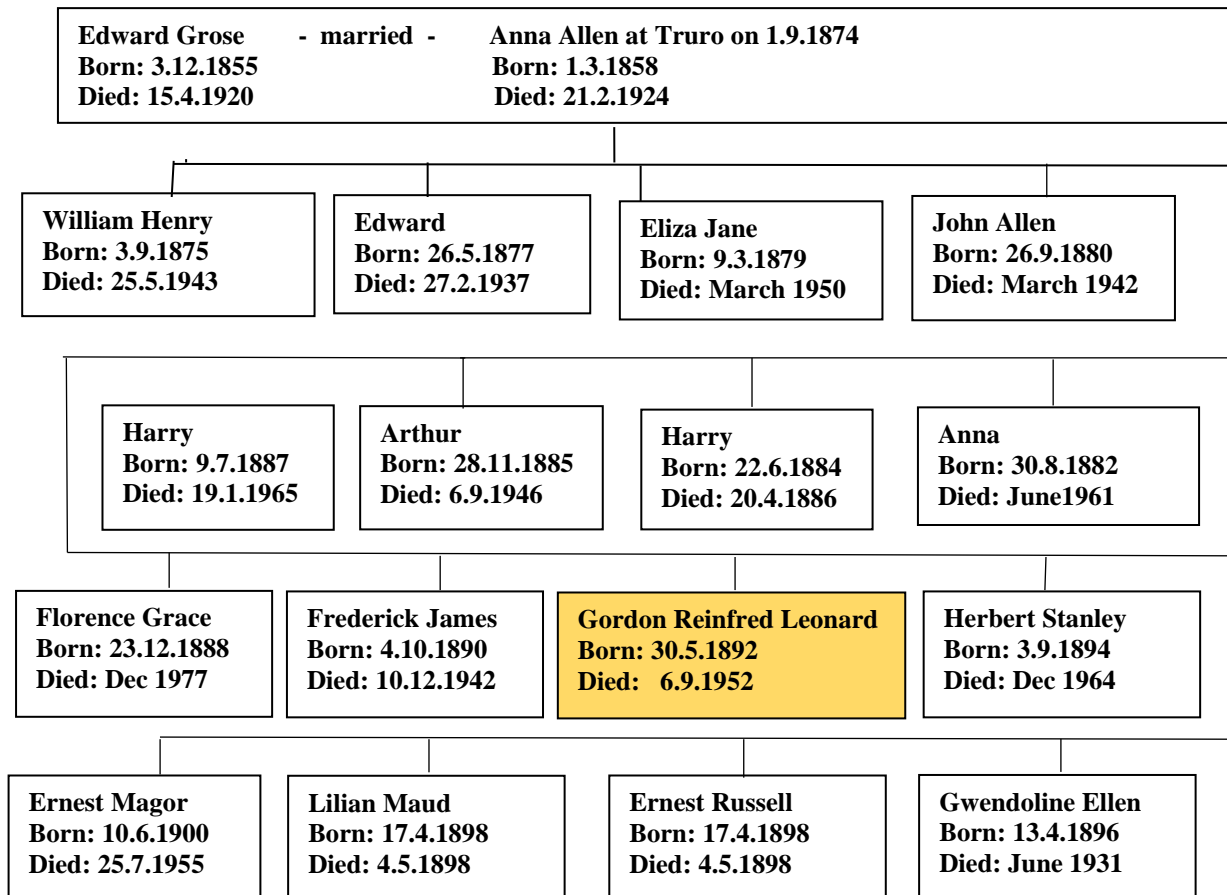 Edward Grose - married - Anna Allen at Truro on 1.9.1874
Born: 3.12.1855 Born: 1.3.1858
Died: 15.4.1920 Died: 21.2.1924
William Henry
Born: 3.9.1875
Died: 25.5.1943
Edward
Born: 26.5.1877
Died: 27.2.1937
Eliza Jane
Born: 9.3.1879
Died: March 1950
John Allen
Born: 26.9.1880
Died: March 1942
Harry
Born: 9.7.1887
Died: 19.1.1965
Arthur
Born: 28.11.1885
Died: 6.9.1946
Harry
Born: 22.6.1884
Died: 20.4.1886
Anna
Born: 30.8.1882
Died: June1961
Florence Grace
Born: 23.12.1888
Died: Dec 1977
Frederick James
Born: 4.10.1890
Died: 10.12.1942
Gordon Reinfred Leonard
Born: 30.5.1892
Died: 6.9.1952
Herbert Stanley
Born: 3.9.1894
Died: Dec 1964
Ernest Magor
Born: 10.6.1900
Died: 25.7.1955
Lilian Maud
Born: 17.4.1898
Died: 4.5.1898
Ernest Russell
Born: 17.4.1898
Died: 4.5.1898
Gwendoline Ellen
Born: 13.4.1896
Died: June 1931